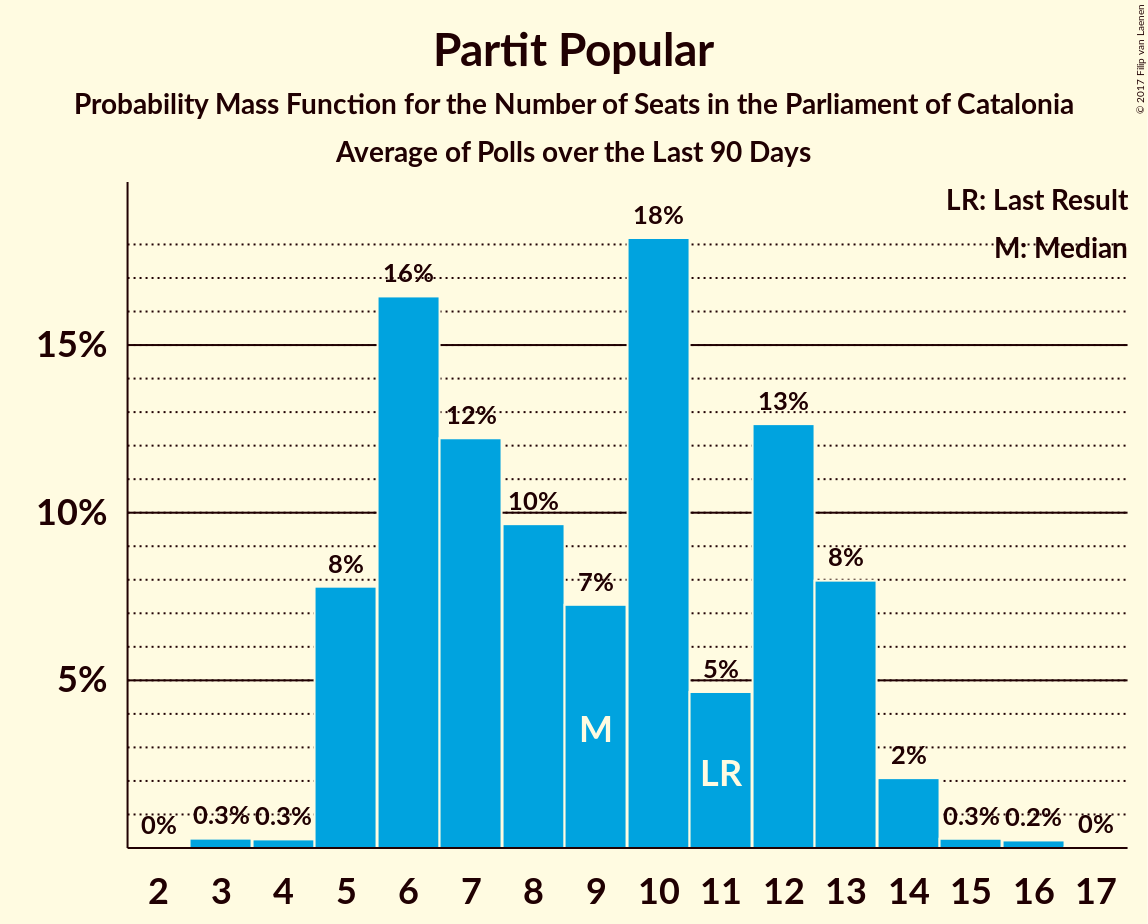 Partit Popular
Probability Mass Function for the Number of Seats in the Parliament of Catalonia
Average of Polls over the Last 90 Days
© 2017 Filip van Laenen
LR: Last Result
M: Median
18%
16%
15%
13%
12%
10%
10%
8%
8%
7%
5%
5%
M
LR
2%
0%
0.3%
0.3%
0.3%
0.2%
0%
2 3 4 5 6 7 8 9 10 11 12 13 14 15 16 17